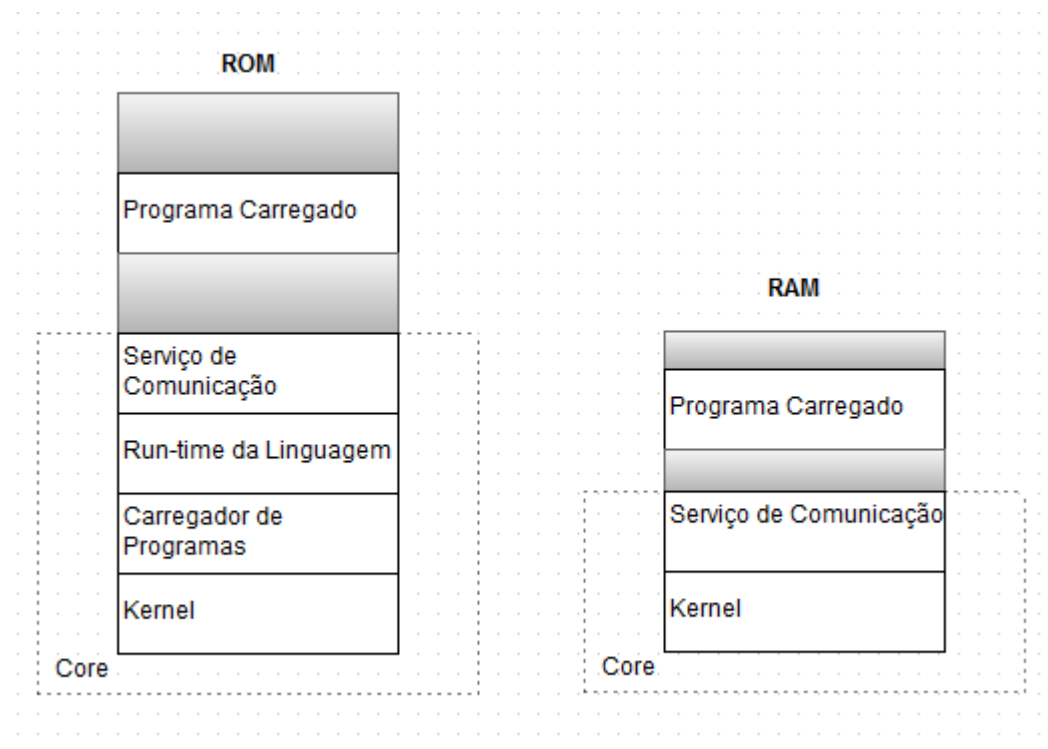 ROM
Programa Carregado
Serviço de
Comunicação
Run-time da Linguagem
Carregador de
Programas
Kernel
Core
RAM
Programa Carregado
Serviço de Comunicação
Kernel
Core